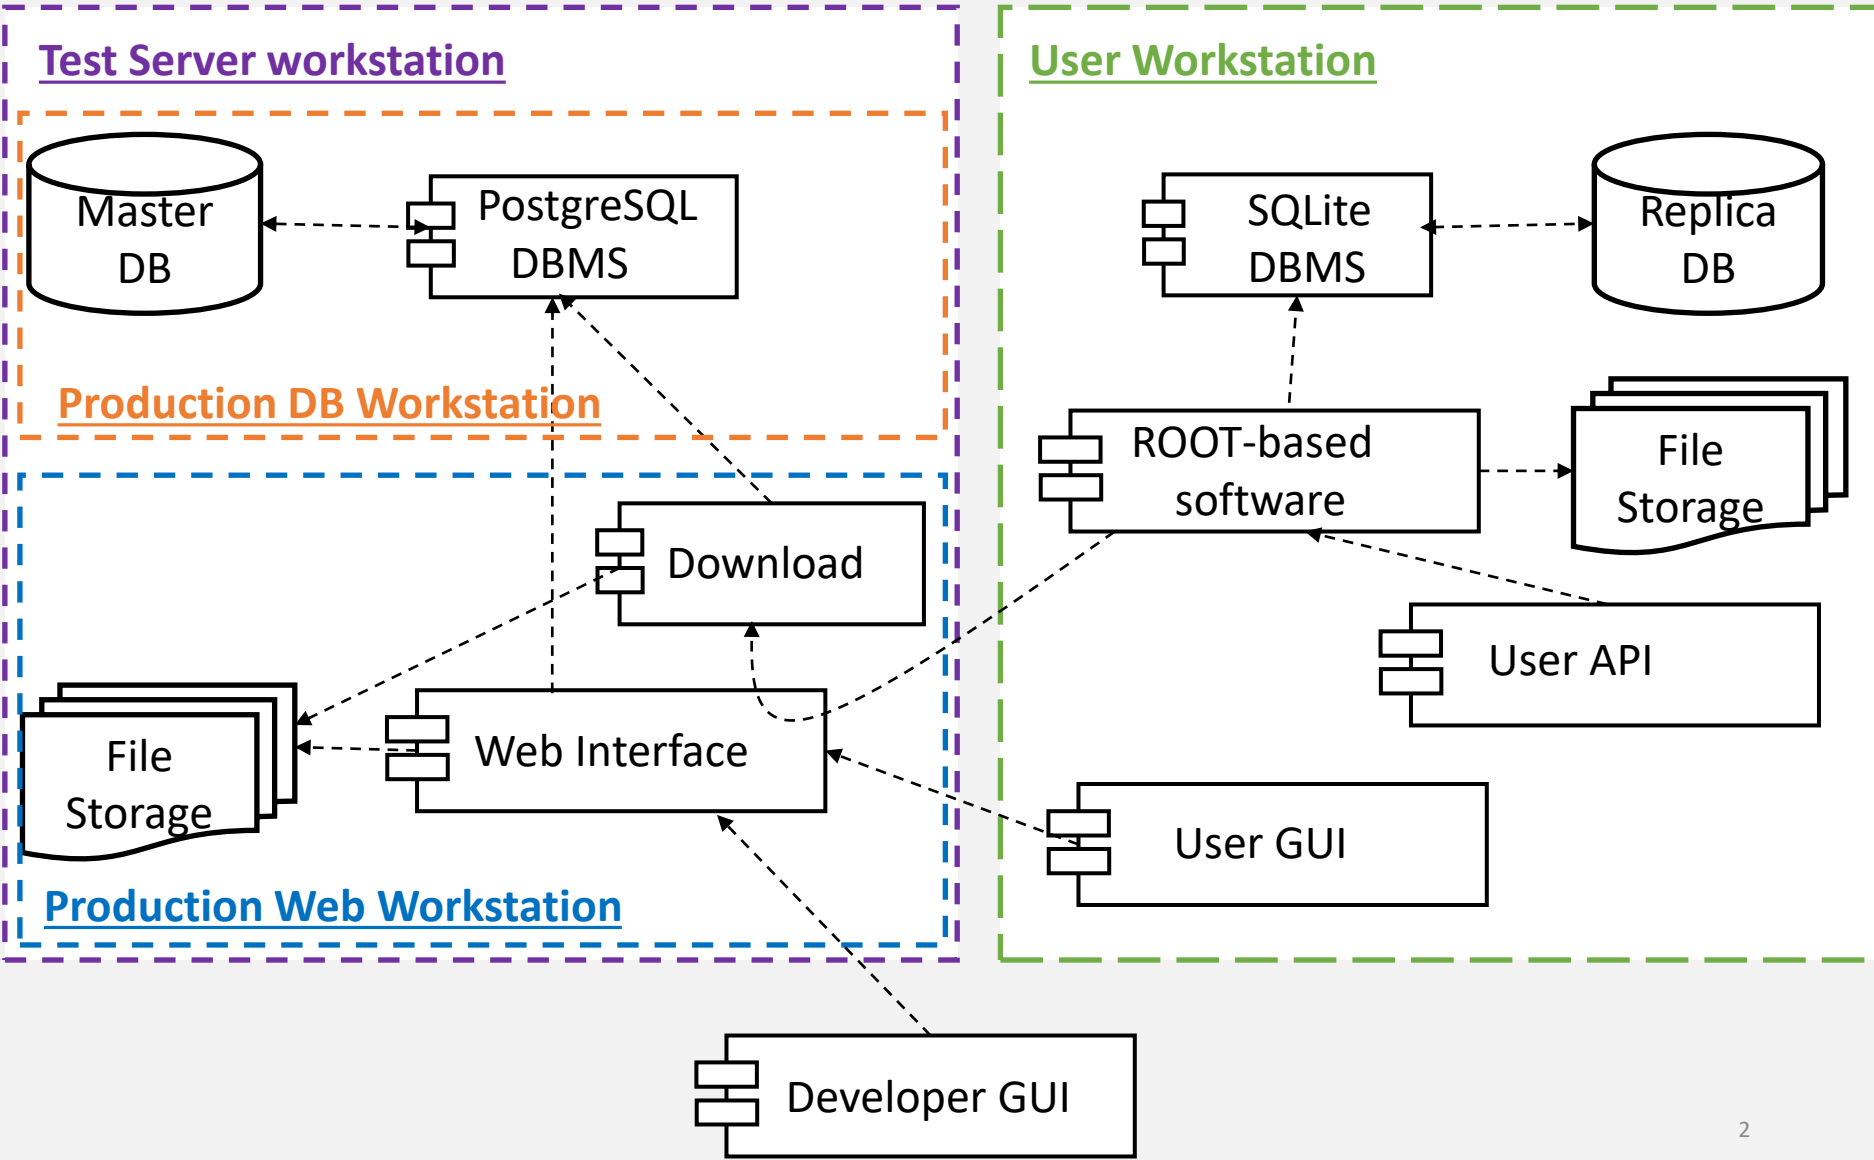 Test Server workstation
Master
DB
PostgreSQL
DBMS
Production DB Workstation
Download
File
Storage
Web Interface
Production Web Workstation
User Workstation
SQLite
DBMS
Replica
DB
ROOT-based
software
File
Storage
User API
User GUI
Developer GUI
2